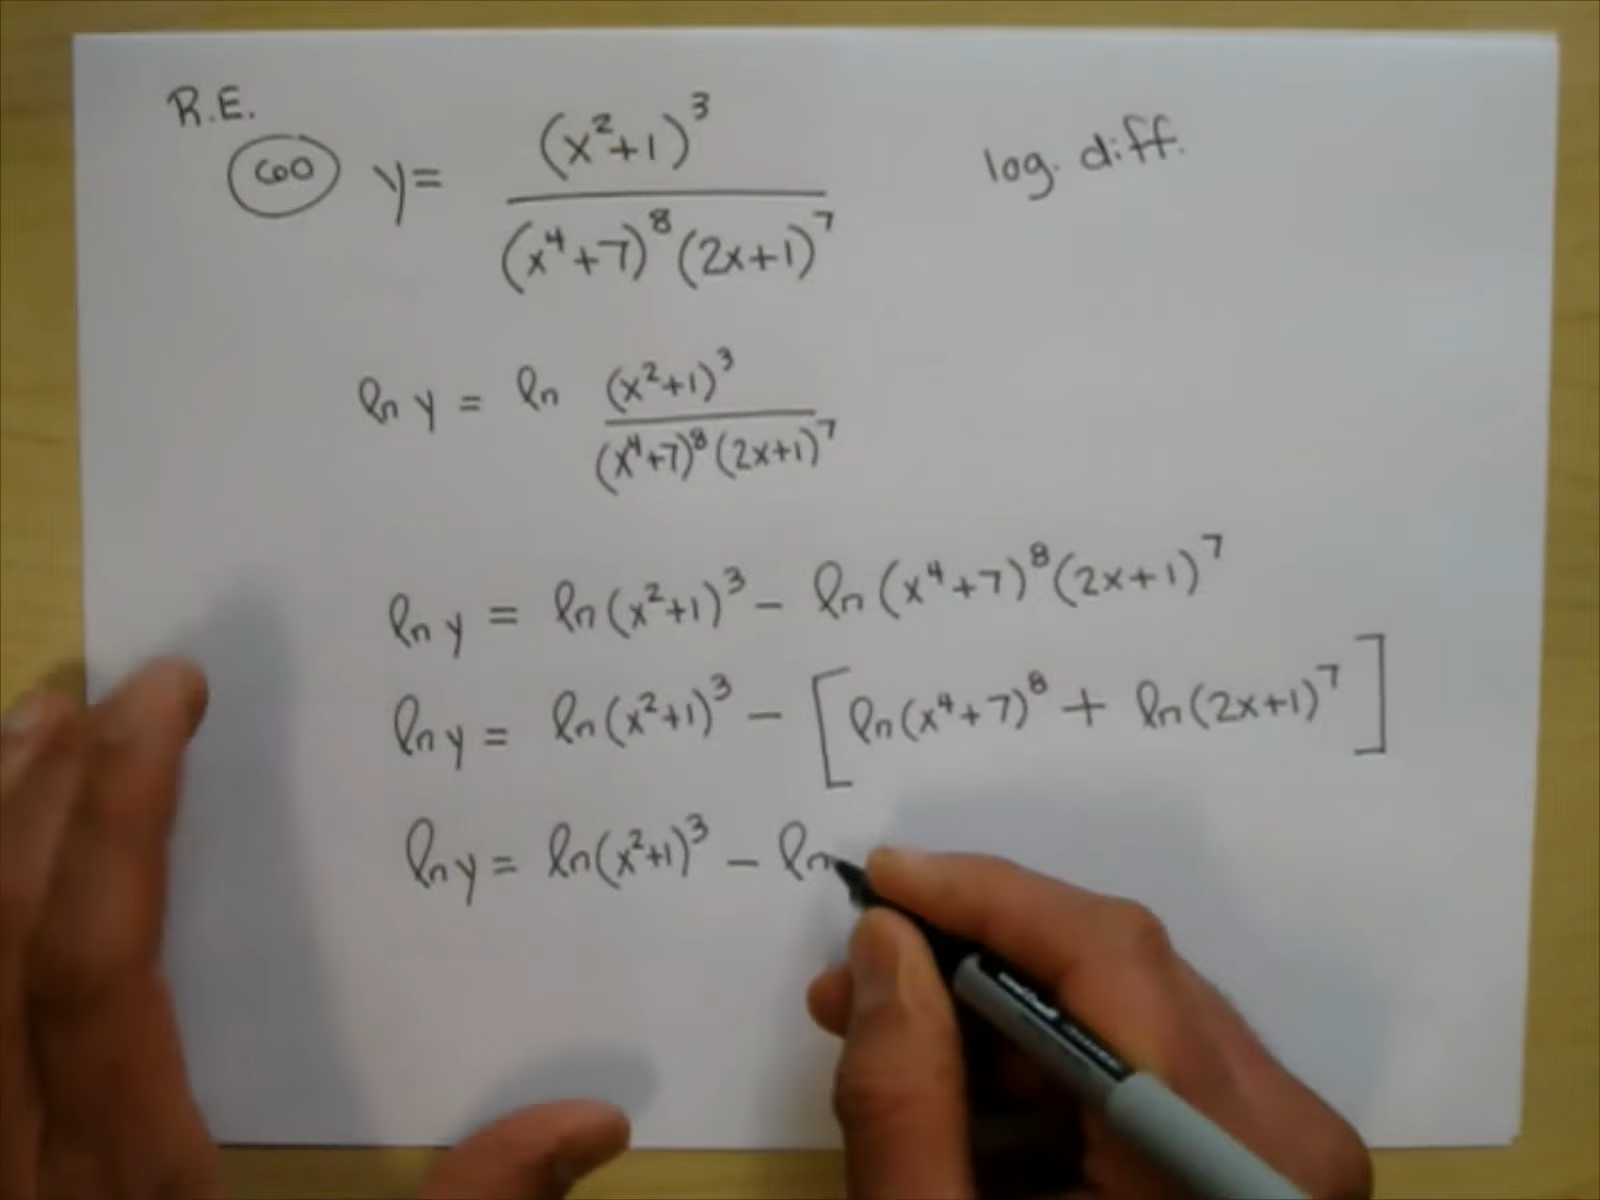 R.E.
600 y= (x²+1)³ / (x⁴+7)⁸(2x+1)⁷ log. diff.
ln y = ln (x²+1)³ / (x⁴+7)⁸(2x+1)⁷
ln y = ln(x²+1)³ − ln(x⁴+7)⁸(2x+1)⁷
ln y = ln(x²+1)³ − [ln(x⁴+7)⁸ + ln(2x+1)⁷]
ln y = ln(x²+1)³ − ln